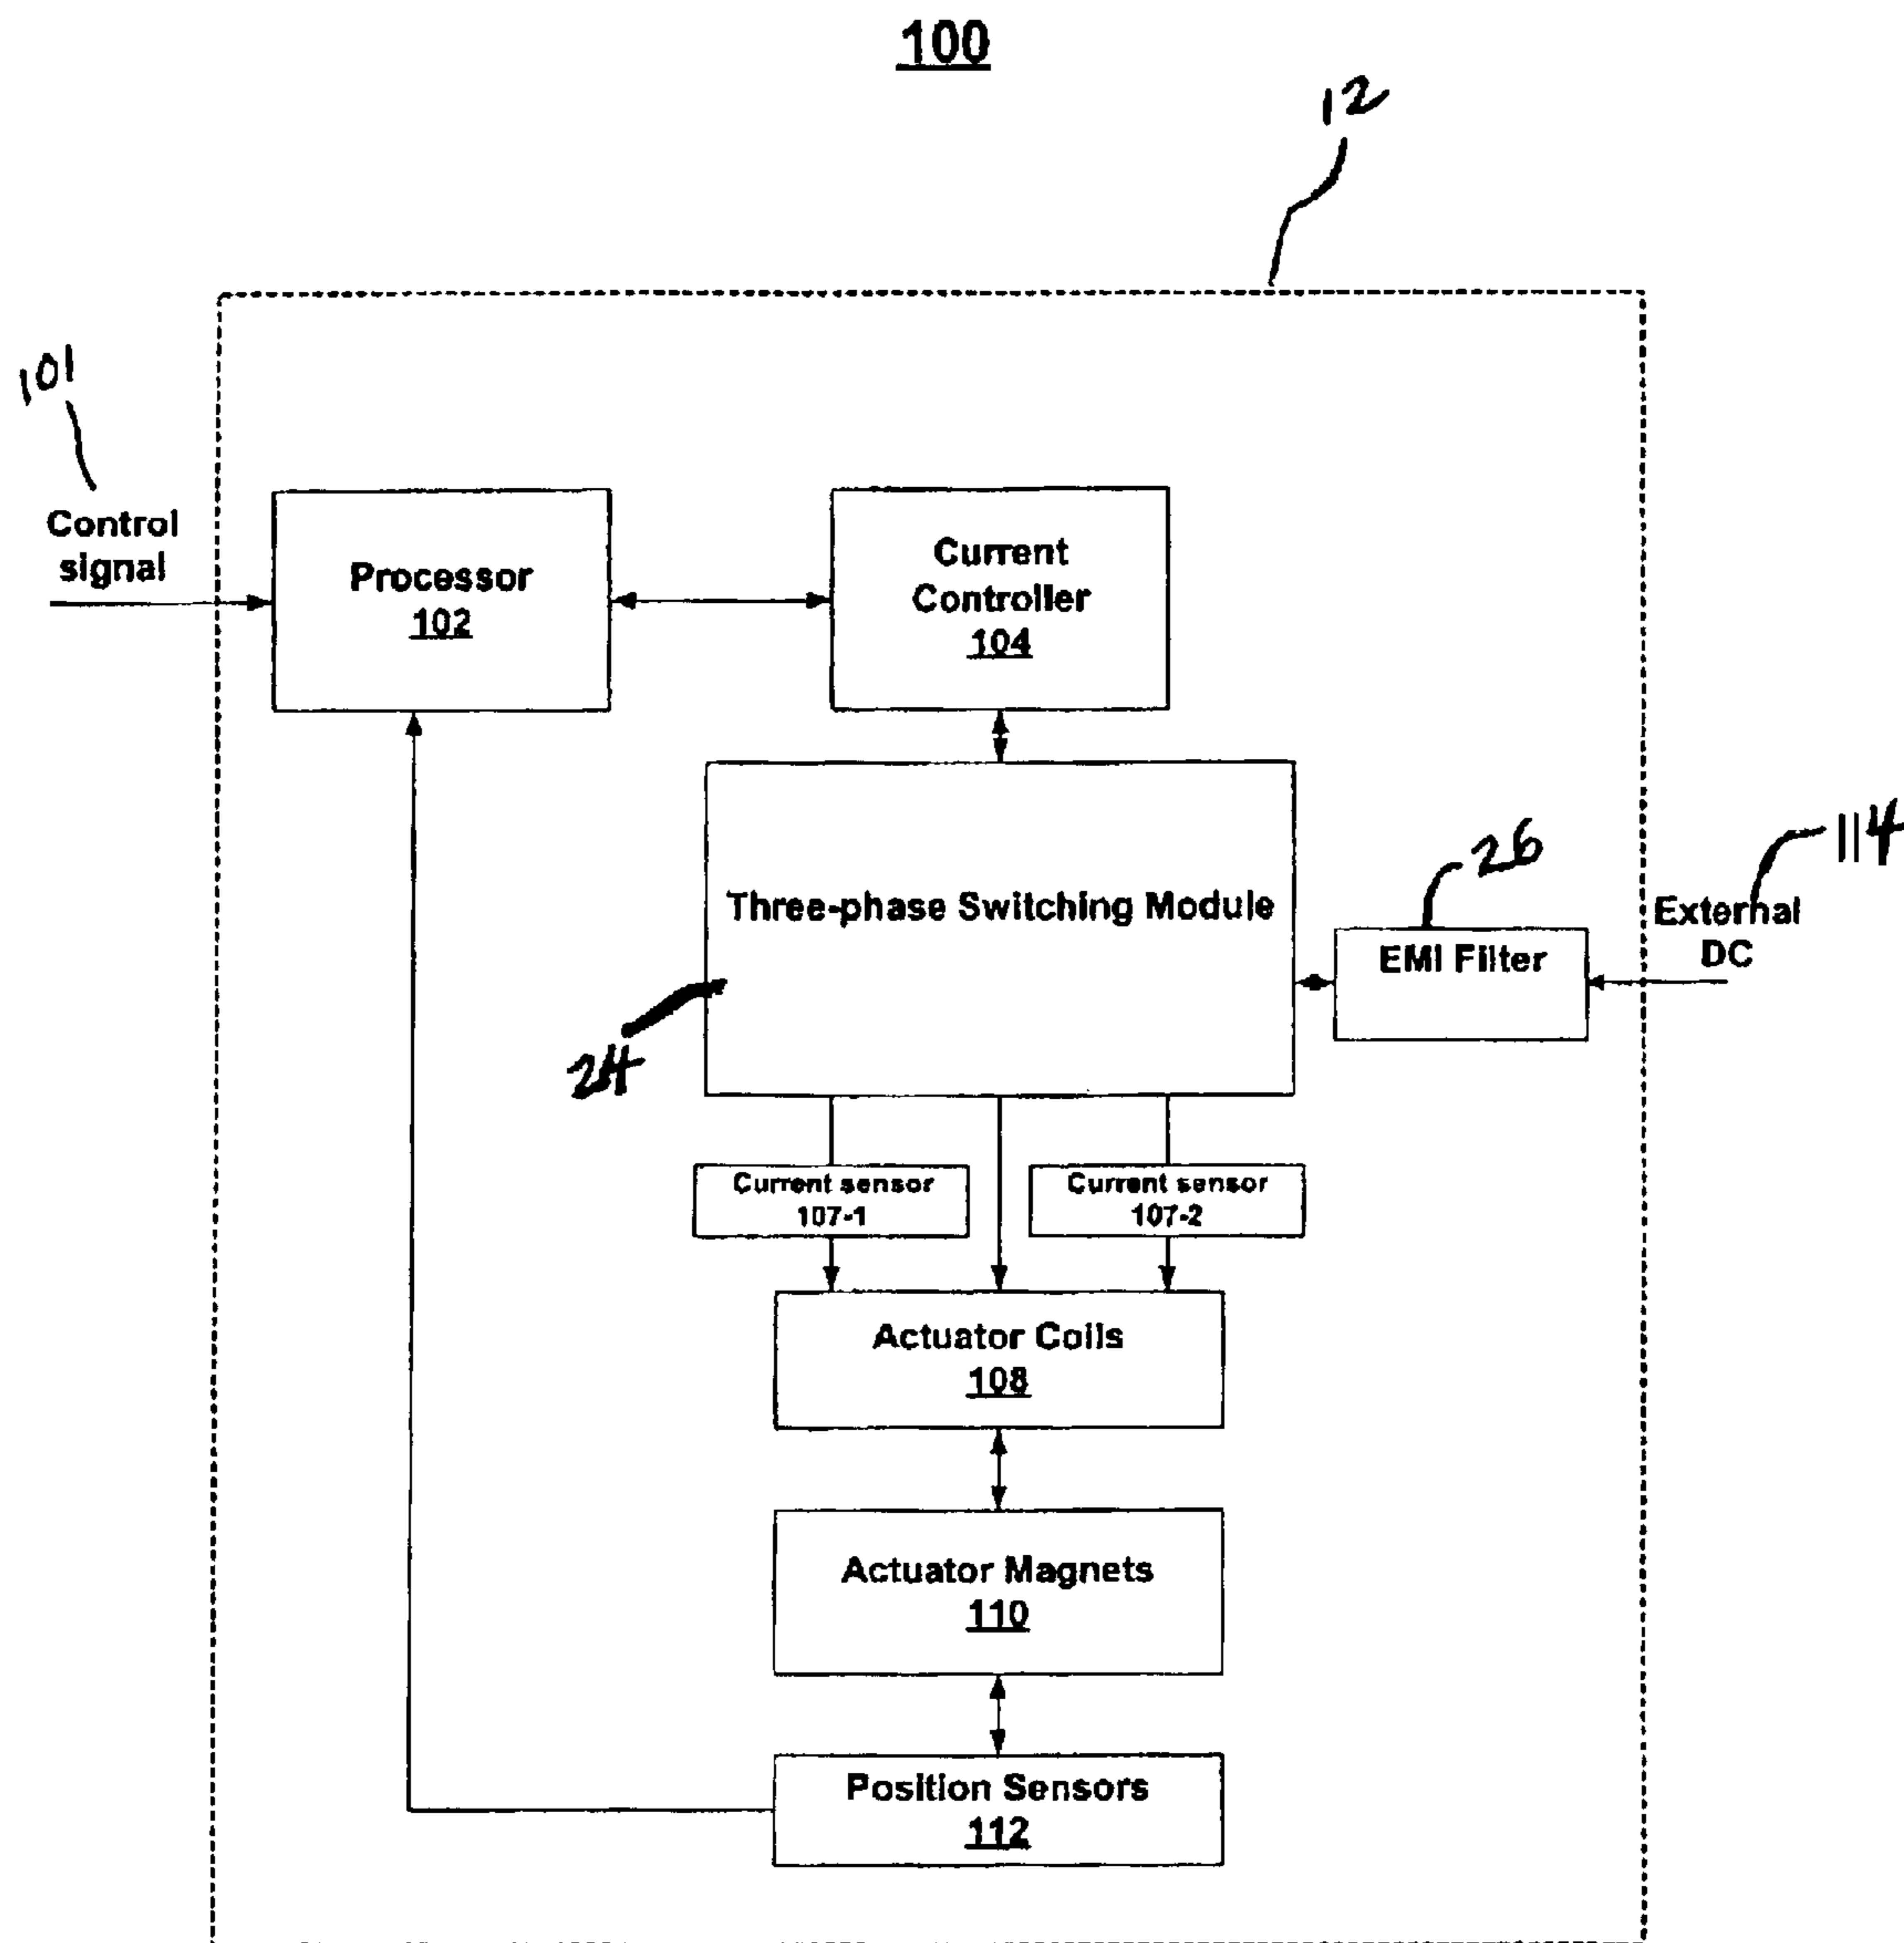 100
12
101
Control
signal
Processor
102
Current
Controller
104
Three-phase Switching Module
24
26
EMI Filter
114
External
DC
Current sensor
107-1
Current sensor
107-2
Actuator Coils
108
Actuator Magnets
110
Position Sensors
112